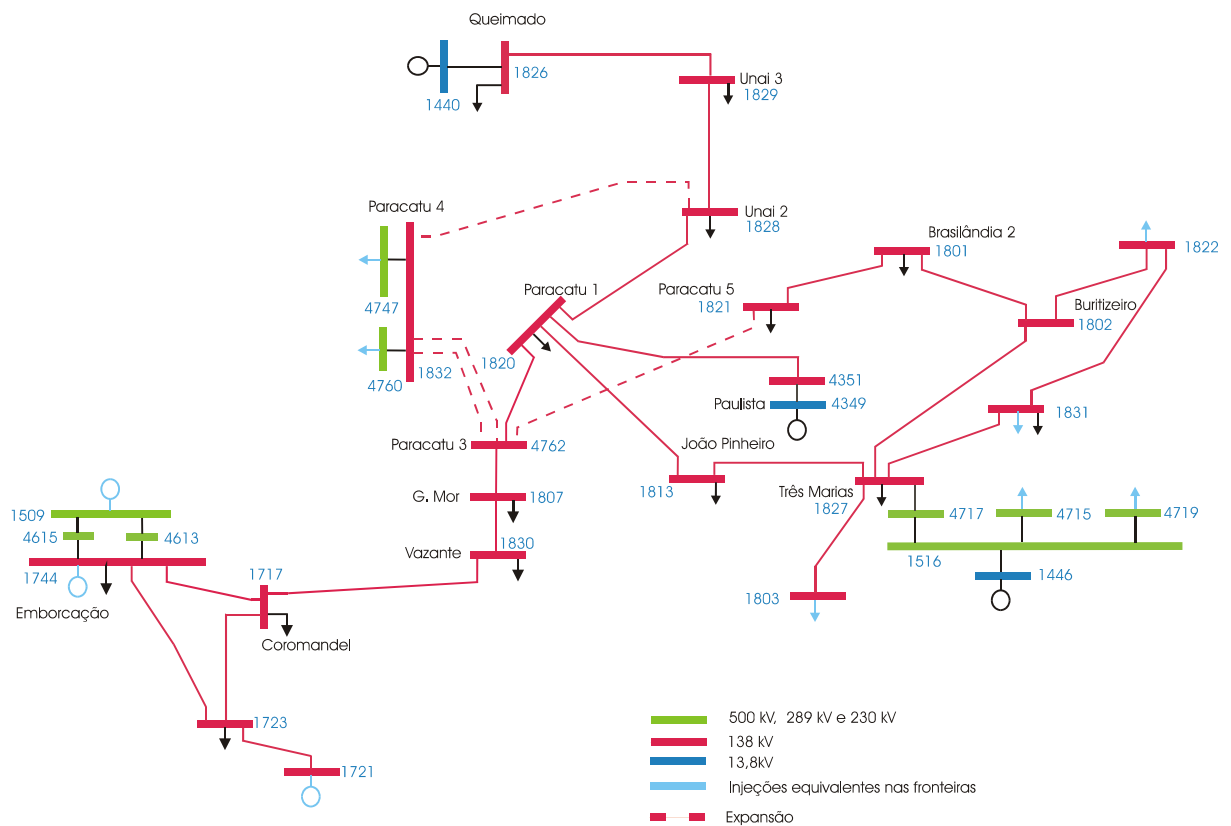 Queimado
1826
1440
Unai 3
1829
Paracatu 4
Unai 2
1828
Brasilândia 2
1801
1822
4747
Paracatu 1
Paracatu 5
1821
Buritizeiro
1802
1820
4760
1832
4351
Paulista
4349
1831
Paracatu 3
4762
João Pinheiro
G. Mor
1807
1813
Três Marias
1827
4717
4715
4719
1509
4615
4613
Vazante
1830
1516
1744
1717
1446
1803
Emborcação
Coromandel
1723
1721
500 kV, 289 kV e 230 kV
138 kV
13,8kV
Injeções equivalentes nas fronteiras
Expansão